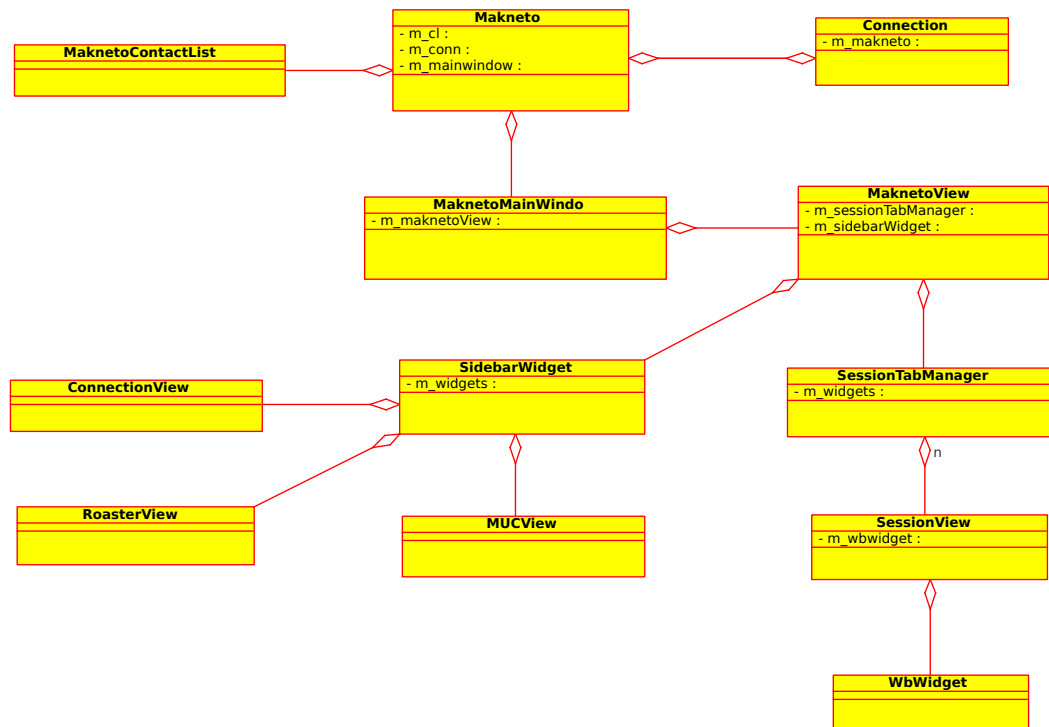 Makneto
- m_cl :
- m_conn :
- m_mainwindow :
Connection
- m_makneto :
MaknetoContactList
MaknetoMainWindo
- m_maknetoView :
MaknetoView
- m_sessionTabManager :
- m_sidebarWidget :
SidebarWidget
- m_widgets :
ConnectionView
SessionTabManager
- m_widgets :
n
RoasterView
MUCView
SessionView
- m_wbwidget :
WbWidget